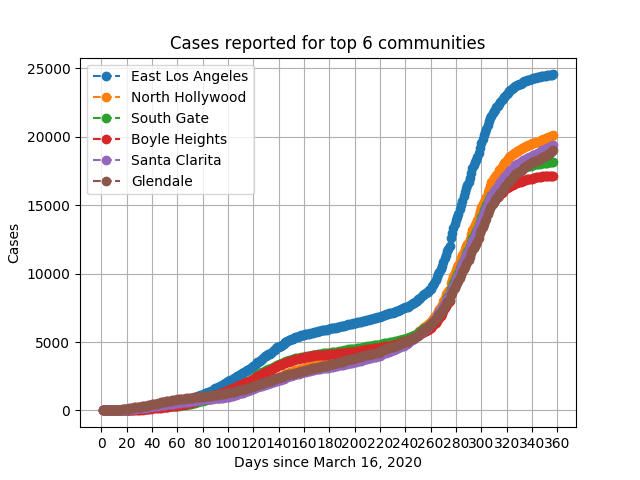 Cases reported for top 6 communities
25000
20000
15000
10000
5000
0
Cases
East Los Angeles
North Hollywood
South Gate
Boyle Heights
Santa Clarita
Glendale
0 20 40 60 80 100 120 140 160 180 200 220 240 260 280 300 320 340 360
Days since March 16, 2020